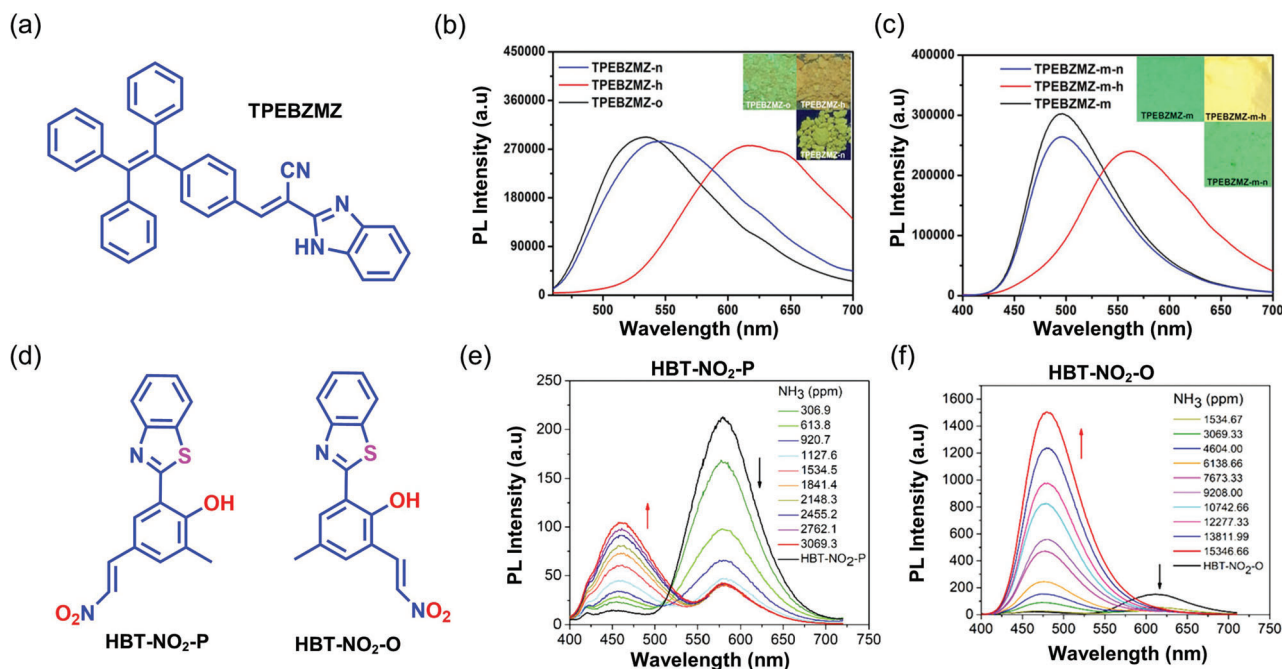 (a)
TPEBZMZ
CN
N
HN
(b)
450000
360000
270000
180000
90000
0
PL Intensity (a.u)
TPEBZMZ-n
TPEBZMZ-h
TPEBZMZ-o
TPEBZMZ-o
TPEBZMZ-h
TPEBZMZ-n
500
550
600
650
700
Wavelength (nm)
(c)
400000
300000
200000
100000
0
PL Intensity (a.u)
TPEBZMZ-m-n
TPEBZMZ-m-h
TPEBZMZ-m
TPEBZMZ-m
TPEBZMZ-m-h
TPEBZMZ-m-n
400
450
500
550
600
650
700
Wavelength (nm)
(d)
N
S
OH
O₂N
HBT-NO₂-P
N
S
OH
NO₂
HBT-NO₂-O
(e)
HBT-NO₂-P
250
200
150
100
50
0
PL Intensity (a.u)
NH₃ (ppm)
306.9
613.8
920.7
1127.6
1534.5
1841.4
2148.3
2455.2
2762.1
3069.3
HBT-NO₂-P
400
450
500
550
600
650
700
750
Wavelength (nm)
(f)
HBT-NO₂-O
1600
1400
1200
1000
800
600
400
200
0
PL Intensity (a.u)
NH₃ (ppm)
1534.67
3069.33
4604.00
6138.66
7673.33
9208.00
10742.66
12277.33
13811.99
15346.66
HBT-NO₂-O
400
450
500
550
600
650
700
750
Wavelength (nm)